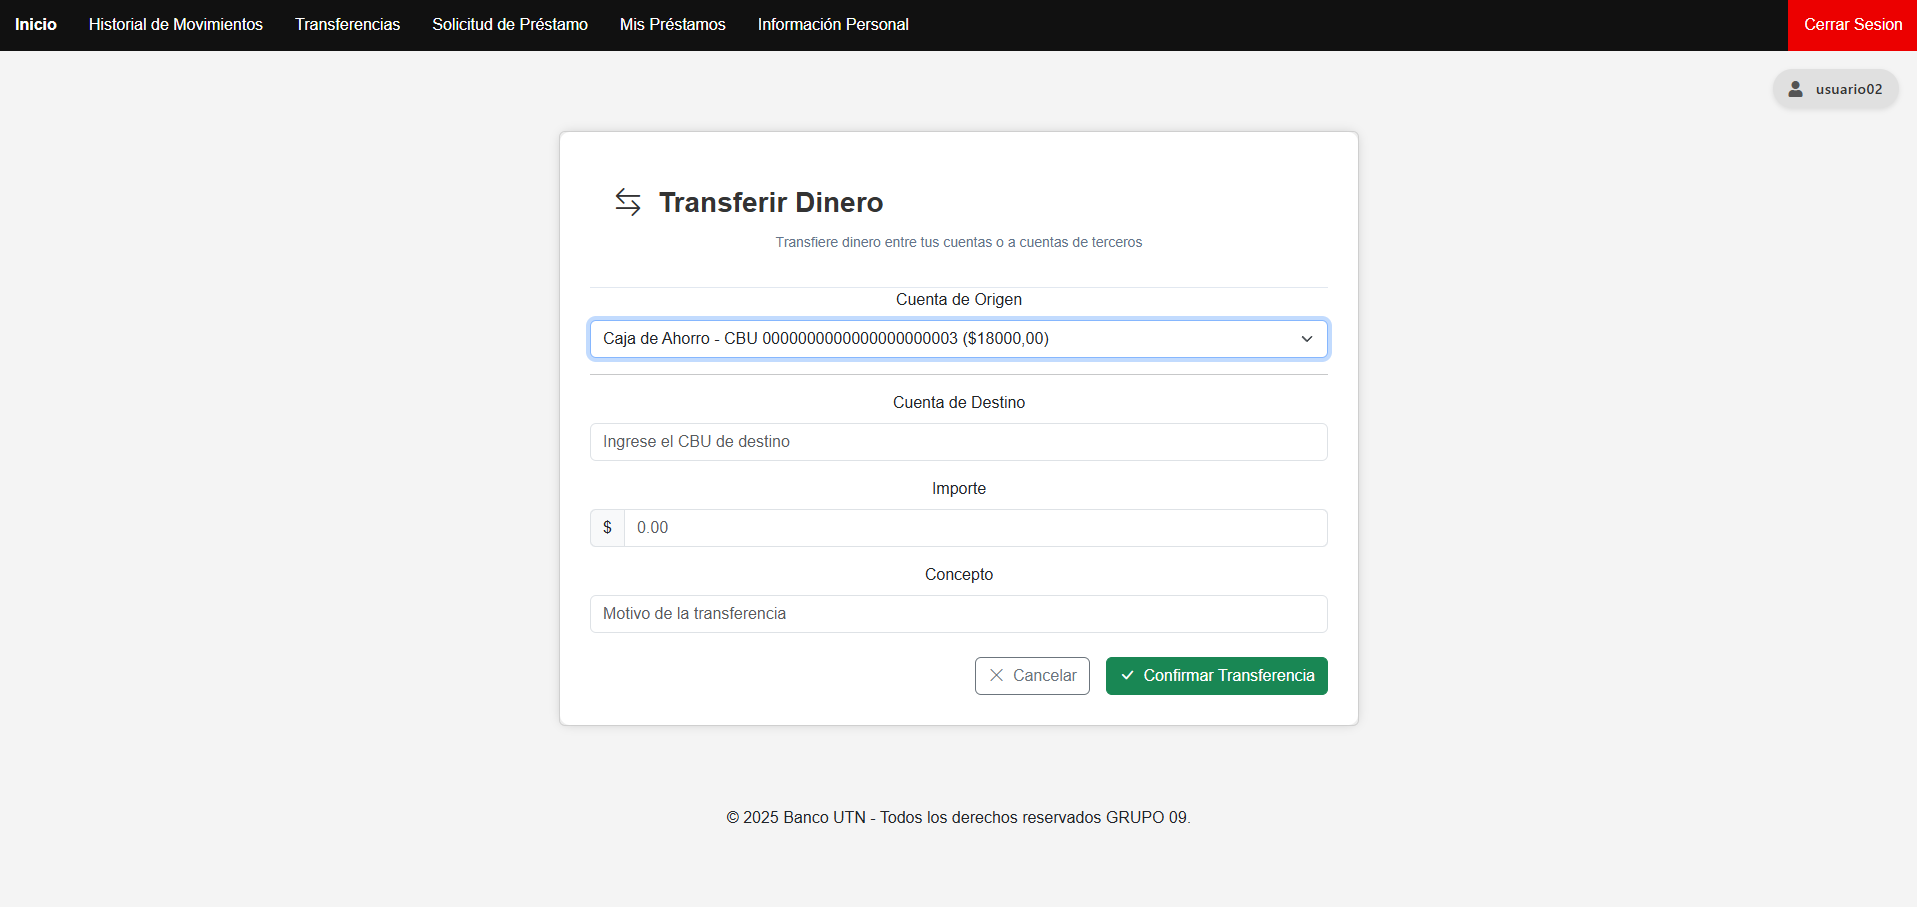 Inicio Historial de Movimientos Transferencias Solicitud de Préstamo Mis Préstamos Información Personal Cerrar Sesion
usuario02
Transferir Dinero
Transfiere dinero entre tus cuentas o a cuentas de terceros
Cuenta de Origen
Caja de Ahorro - CBU 0000000000000000000003 ($18000,00)
Cuenta de Destino
Ingrese el CBU de destino
Importe
$ 0.00
Concepto
Motivo de la transferencia
Cancelar Confirmar Transferencia
© 2025 Banco UTN - Todos los derechos reservados GRUPO 09.